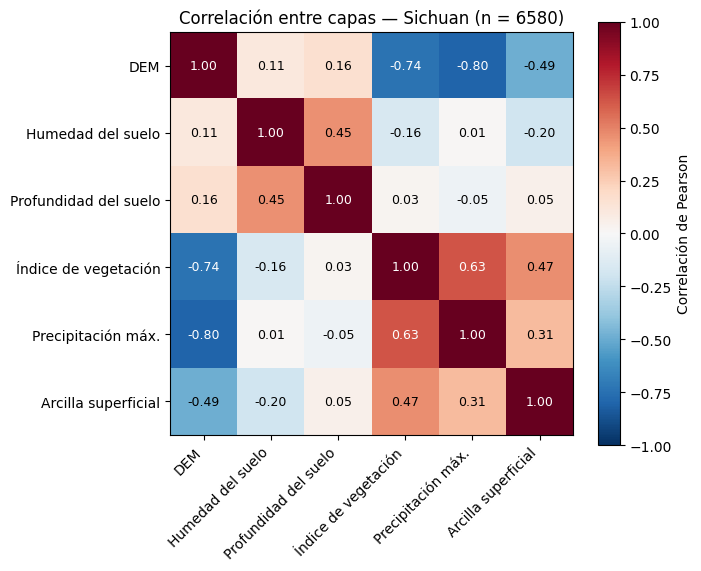 Correlación entre capas — Sichuan (n = 6580)
DEM 1.00 0.11 0.16 -0.74 -0.80 -0.49
Humedad del suelo 0.11 1.00 0.45 -0.16 0.01 -0.20
Profundidad del suelo 0.16 0.45 1.00 0.03 -0.05 0.05
Índice de vegetación -0.74 -0.16 0.03 1.00 0.63 0.47
Precipitación máx. -0.80 0.01 -0.05 0.63 1.00 0.31
Arcilla superficial -0.49 -0.20 0.05 0.47 0.31 1.00
DEM
Humedad del suelo
Profundidad del suelo
Índice de vegetación
Precipitación máx.
Arcilla superficial
1.00
0.75
0.50
0.25
0.00
−0.25
−0.50
−0.75
−1.00
Correlación de Pearson